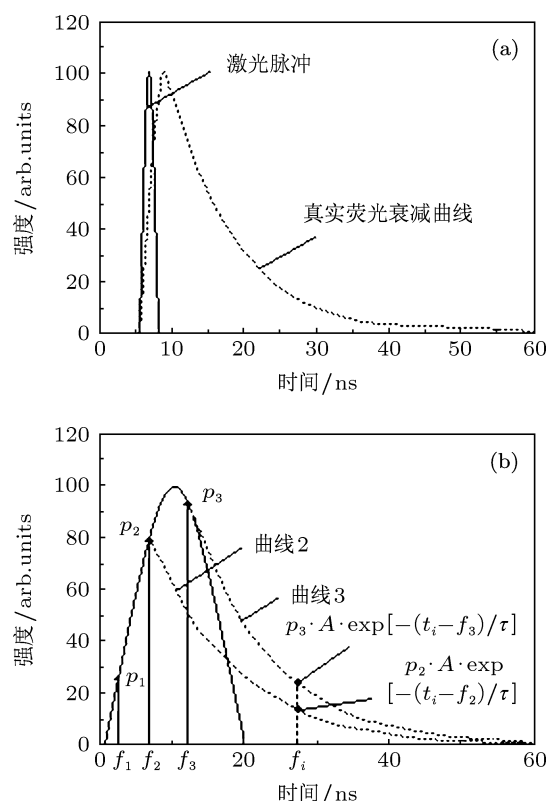 (a)
120
100
80
60
40
20
0
强度/arb.units
激光脉冲
真实荧光衰减曲线
0 10 20 30 40 50 60
时间/ns
(b)
120
100
80
60
40
20
0
强度/arb.units
p₁
p₂
p₃
曲线2
曲线3
p₃·A·exp[−(tᵢ−f₃)/τ]
p₂·A·exp
[−(tᵢ−f₂)/τ]
0 f₁ f₂ f₃ 20 fᵢ 40 50 60
时间/ns